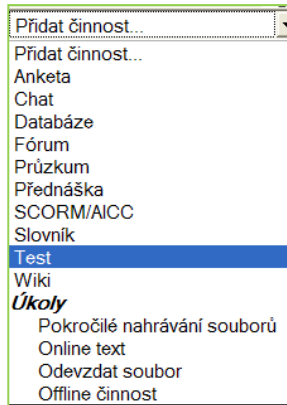 Přidat činnost...
Přidat činnost...
Anketa
Chat
Databáze
Fórum
Průzkum
Přednáška
SCORM/AICC
Slovník
Test
Wiki
Úkoly
Pokročilé nahrávání souborů
Online text
Odevzdat soubor
Offline činnost